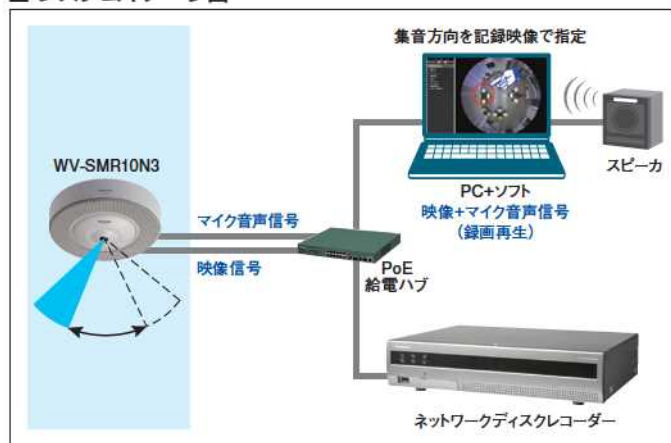 集音方向を記録映像で指定
WV-SMR10N3
スピーカ
PC+ソフト
映像+マイク音声信号
(録画再生)
マイク音声信号
映像信号
PoE
給電ハブ
ネットワークディスクレコーダー